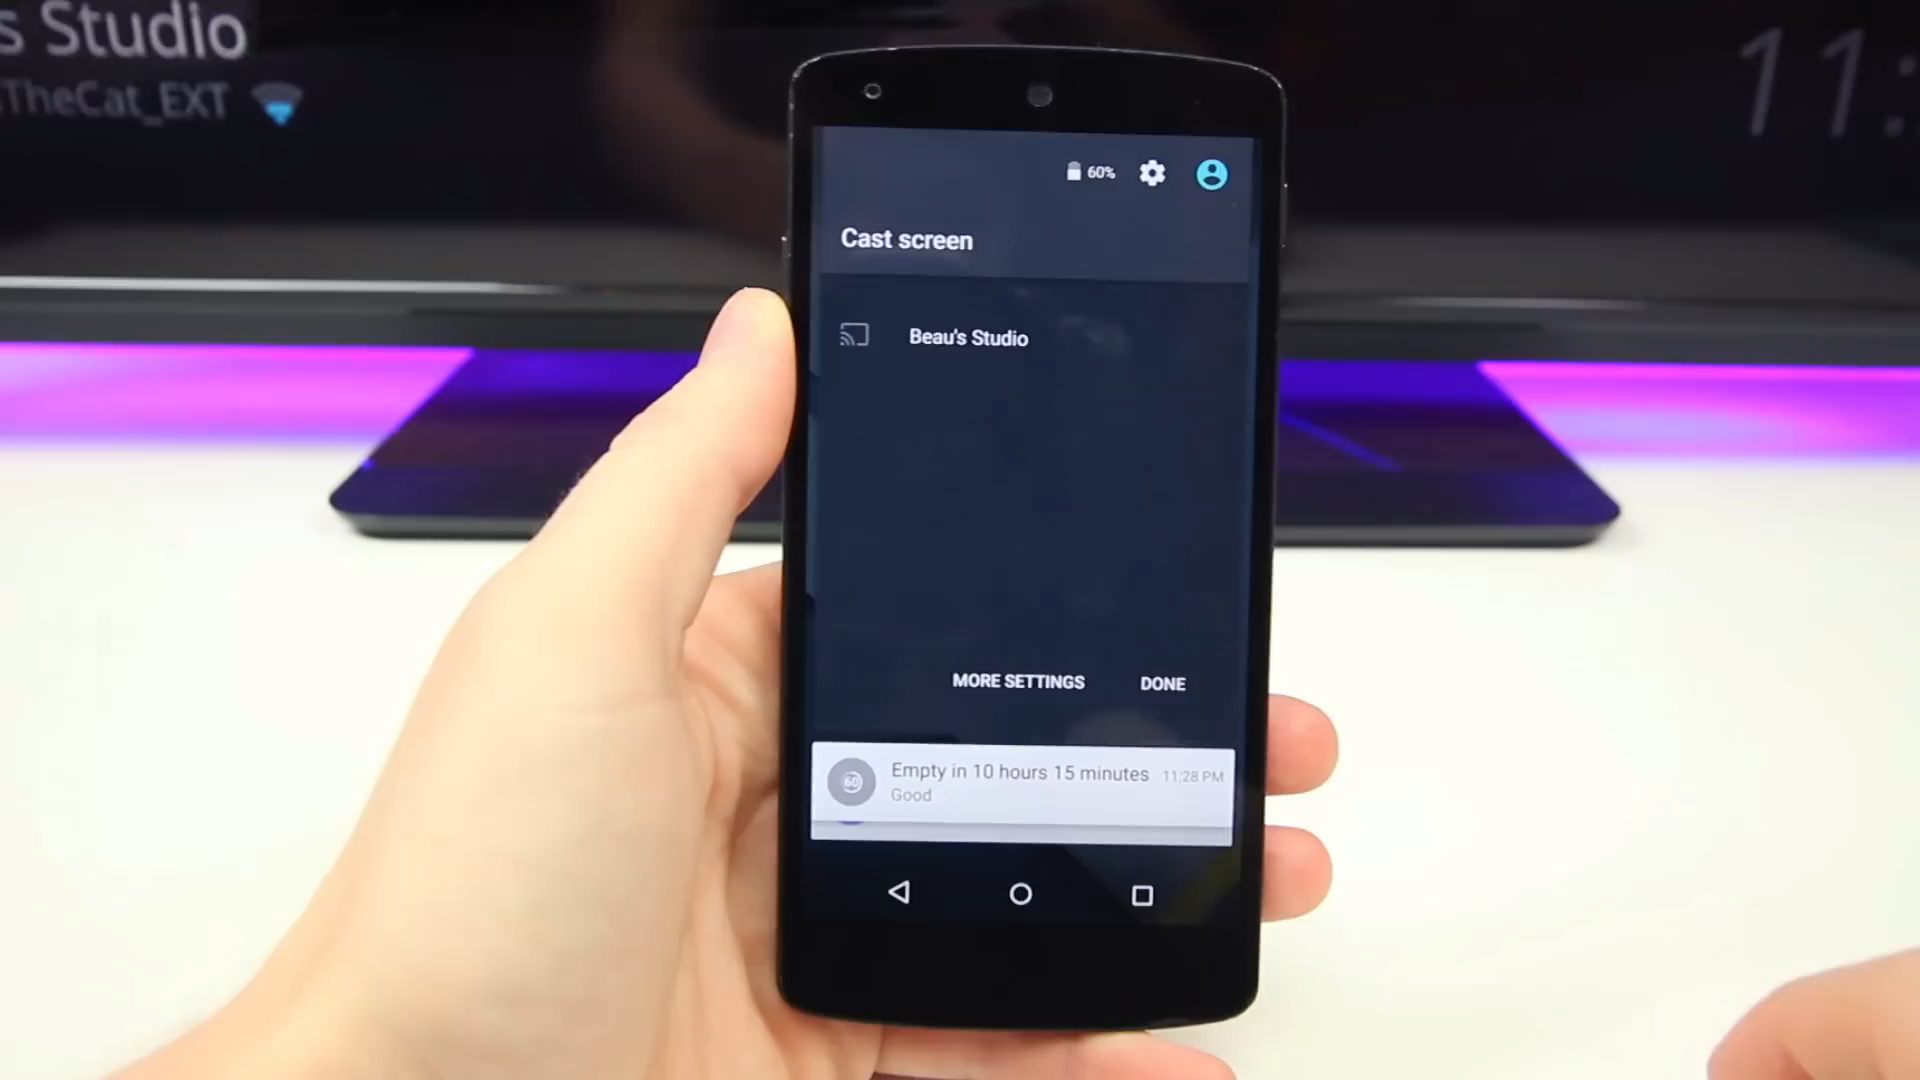 s Studio
TheCat_EXT
11:
60%
Cast screen
Beau's Studio
MORE SETTINGS
DONE
60
Empty in 10 hours 15 minutes
11:28 PM
Good